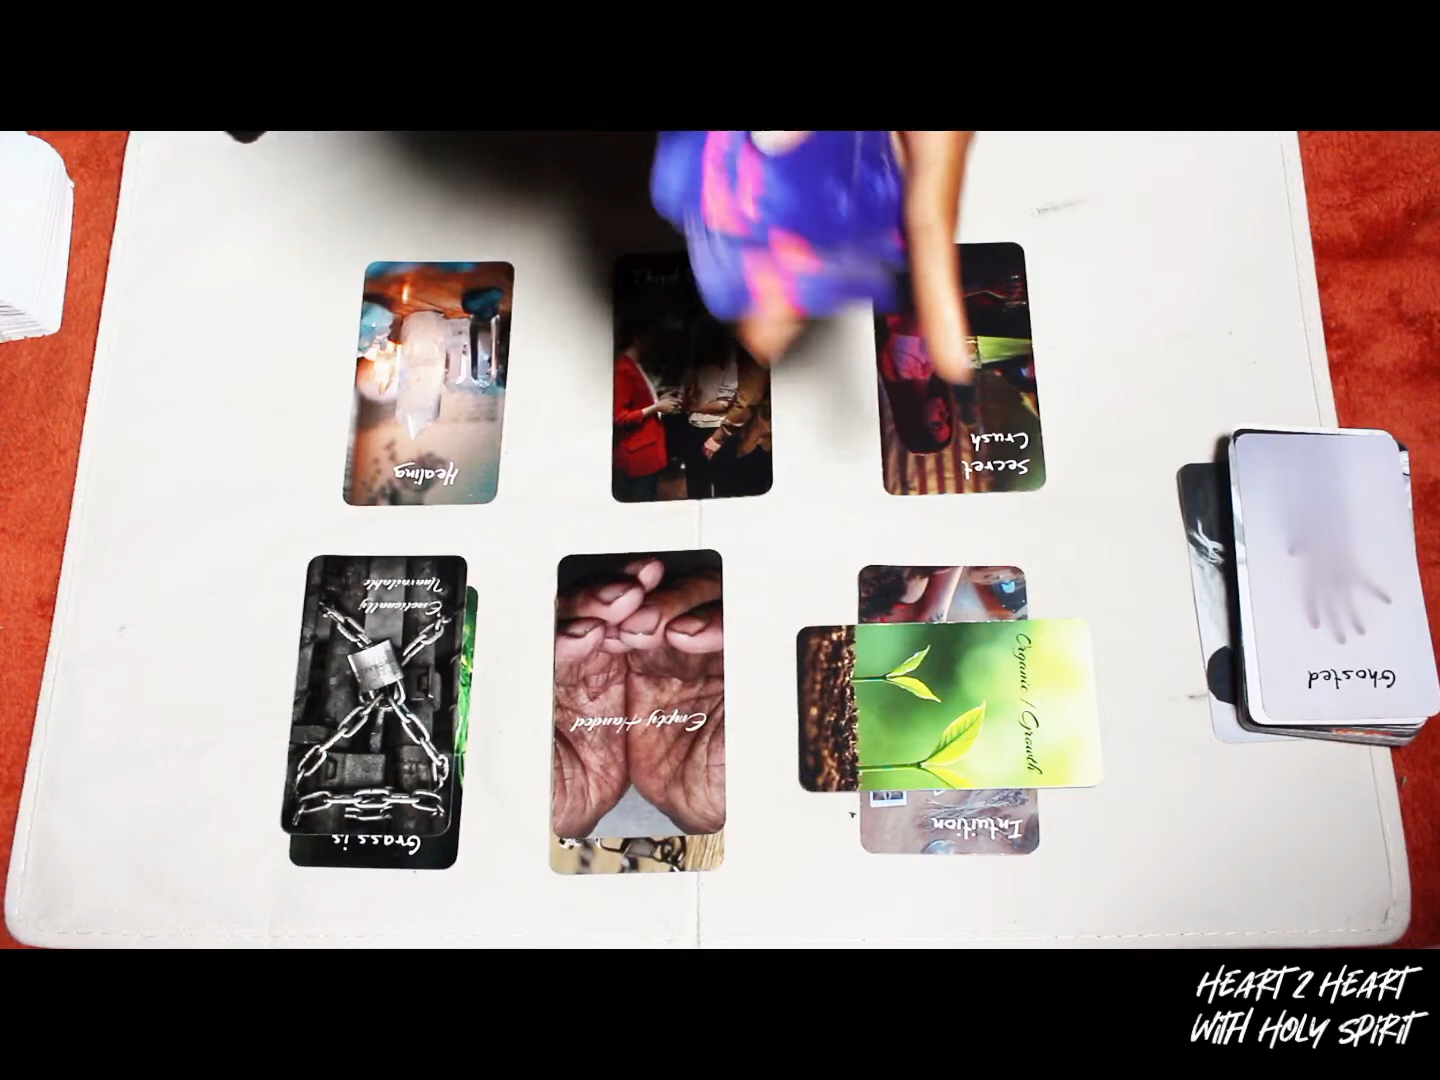 Healing
Third
Secret
Crush
Emotionally
Unavailable
Grass is
Empty Handed
Organic / Growth
Intuition
Ghosted
HEART 2 HEART
WITH HOLY SPIRIT